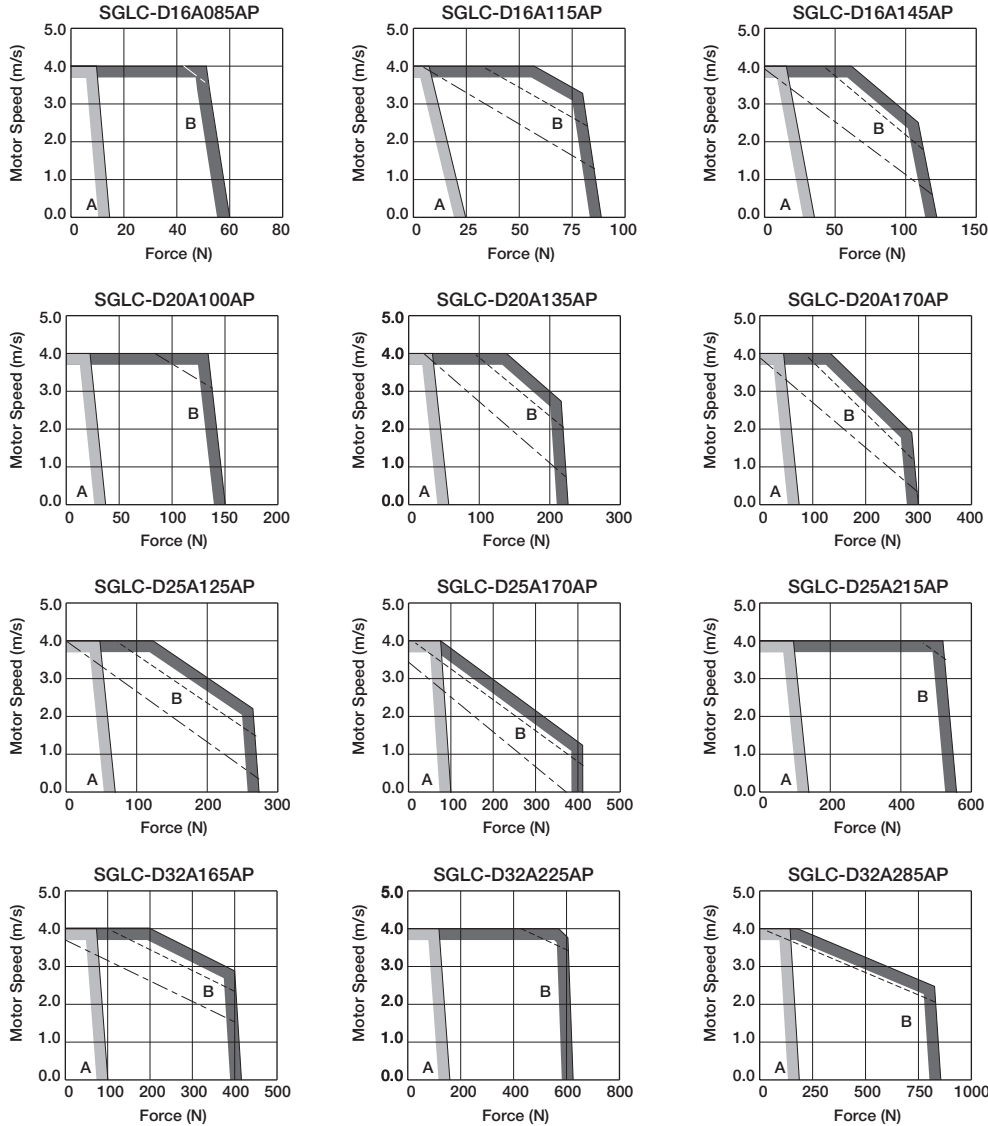 SGLC-D16A085AP
Motor Speed (m/s)
5.0
4.0
3.0
2.0
1.0
0.0
A
B
0 20 40 60 80
Force (N)
SGLC-D16A115AP
Motor Speed (m/s)
5.0
4.0
3.0
2.0
1.0
0.0
A
B
0 25 50 75 100
Force (N)
SGLC-D16A145AP
Motor Speed (m/s)
5.0
4.0
3.0
2.0
1.0
0.0
A
B
0 50 100 150
Force (N)
SGLC-D20A100AP
Motor Speed (m/s)
5.0
4.0
3.0
2.0
1.0
0.0
A
B
0 50 100 150 200
Force (N)
SGLC-D20A135AP
Motor Speed (m/s)
5.0
4.0
3.0
2.0
1.0
0.0
A
B
0 100 200 300
Force (N)
SGLC-D20A170AP
Motor Speed (m/s)
5.0
4.0
3.0
2.0
1.0
0.0
A
B
0 100 200 300 400
Force (N)
SGLC-D25A125AP
Motor Speed (m/s)
5.0
4.0
3.0
2.0
1.0
0.0
A
B
0 100 200 300
Force (N)
SGLC-D25A170AP
Motor Speed (m/s)
5.0
4.0
3.0
2.0
1.0
0.0
A
B
0 100 200 300 400 500
Force (N)
SGLC-D25A215AP
Motor Speed (m/s)
5.0
4.0
3.0
2.0
1.0
0.0
A
B
0 200 400 600
Force (N)
SGLC-D32A165AP
Motor Speed (m/s)
5.0
4.0
3.0
2.0
1.0
0.0
A
B
0 100 200 300 400 500
Force (N)
SGLC-D32A225AP
Motor Speed (m/s)
5.0
4.0
3.0
2.0
1.0
0.0
A
B
0 200 400 600 800
Force (N)
SGLC-D32A285AP
Motor Speed (m/s)
5.0
4.0
3.0
2.0
1.0
0.0
A
B
0 250 500 750 1000
Force (N)